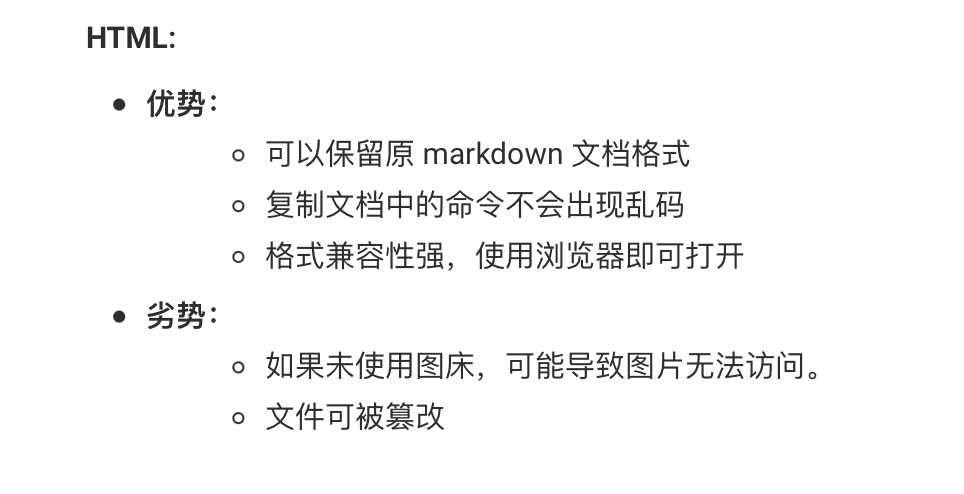 HTML:
优势：
可以保留原 markdown 文档格式
复制文档中的命令不会出现乱码
格式兼容性强，使用浏览器即可打开
劣势：
如果未使用图床，可能导致图片无法访问。
文件可被篡改